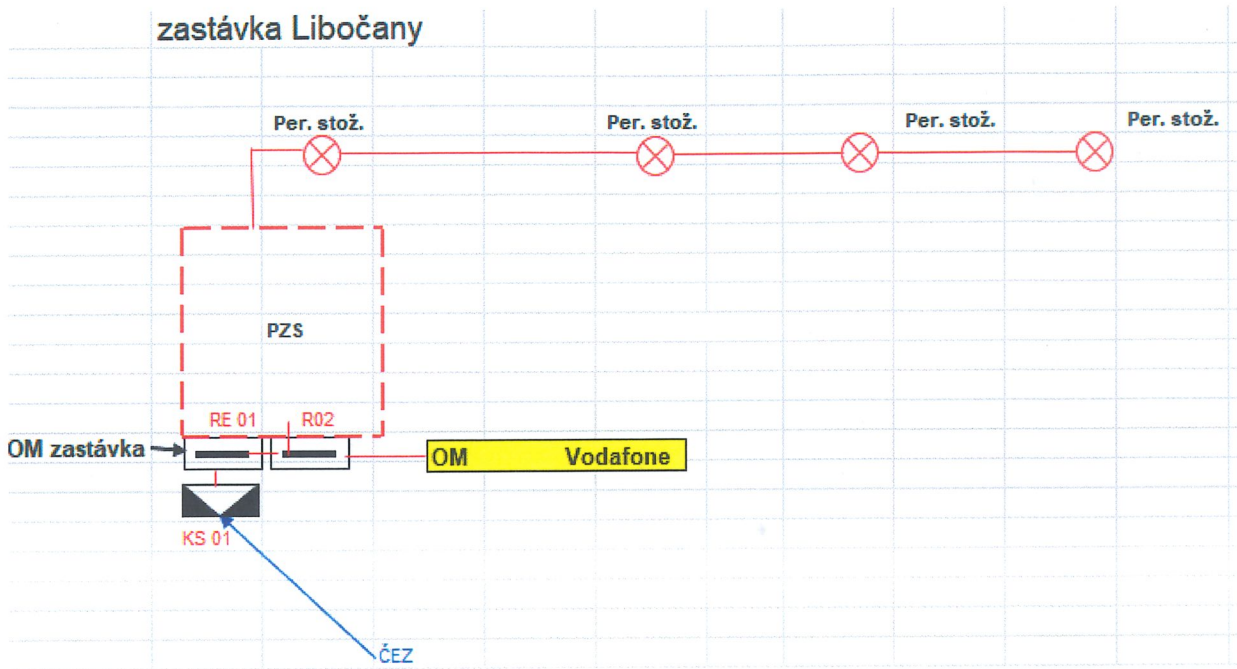 zastávka Libočany
Per. stož.
Per. stož.
Per. stož.
Per. stož.
PZS
RE 01
R02
OM zastávka
OM Vodafone
KS 01
ČEZ